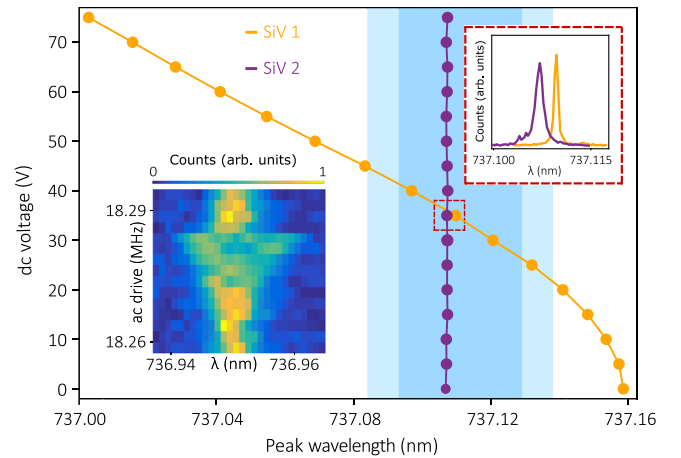 SiV 1
SiV 2
dc voltage (V)
70
60
50
40
30
20
10
0
737.00
737.04
737.08
737.12
737.16
Peak wavelength (nm)
Counts (arb. units)
0
1
ac drive (MHz)
18.29
18.26
736.94
λ (nm)
736.96
Counts (arb. units)
737.100
737.115
λ (nm)